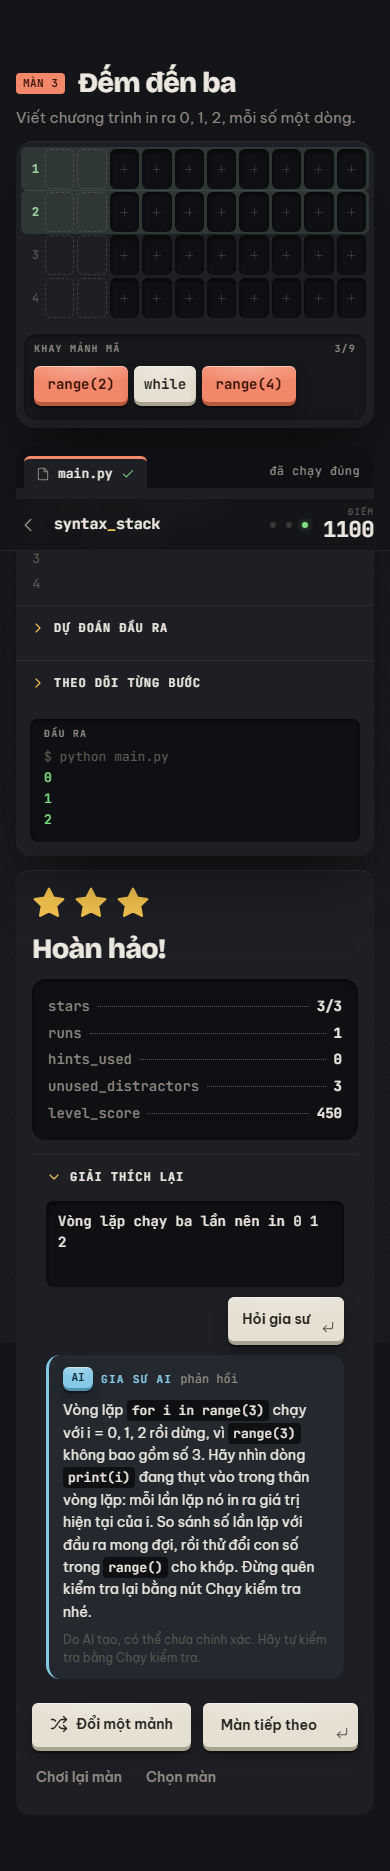 MÀN 3 Đếm đến ba
Viết chương trình in ra 0, 1, 2, mỗi số một dòng.
1
2
3
4
KHAY MẢNH MÃ 3/9
range(2) while range(4)
main.py đã chạy đúng
ĐIỂM
syntax_stack 1100
3
4
DỰ ĐOÁN ĐẦU RA
THEO DÕI TỪNG BƯỚC
ĐẦU RA
$ python main.py
0
1
2
Hoàn hảo!
stars 3/3
runs 1
hints_used 0
unused_distractors 3
level_score 450
GIẢI THÍCH LẠI
Vòng lặp chạy ba lần nên in 0 1
2
Hỏi gia sư
AI GIA SƯ AI phản hồi
Vòng lặp for i in range(3) chạy
với i = 0, 1, 2 rồi dừng, vì range(3)
không bao gồm số 3. Hãy nhìn dòng
print(i) đang thụt vào trong thân
vòng lặp: mỗi lần lặp nó in ra giá trị
hiện tại của i. So sánh số lần lặp với
đầu ra mong đợi, rồi thử đổi con số
trong range() cho khớp. Đừng quên
kiểm tra lại bằng nút Chạy kiểm tra
nhé.
Do AI tạo, có thể chưa chính xác. Hãy tự kiểm
tra bằng Chạy kiểm tra.
Đổi một mảnh Màn tiếp theo
Chơi lại màn Chọn màn